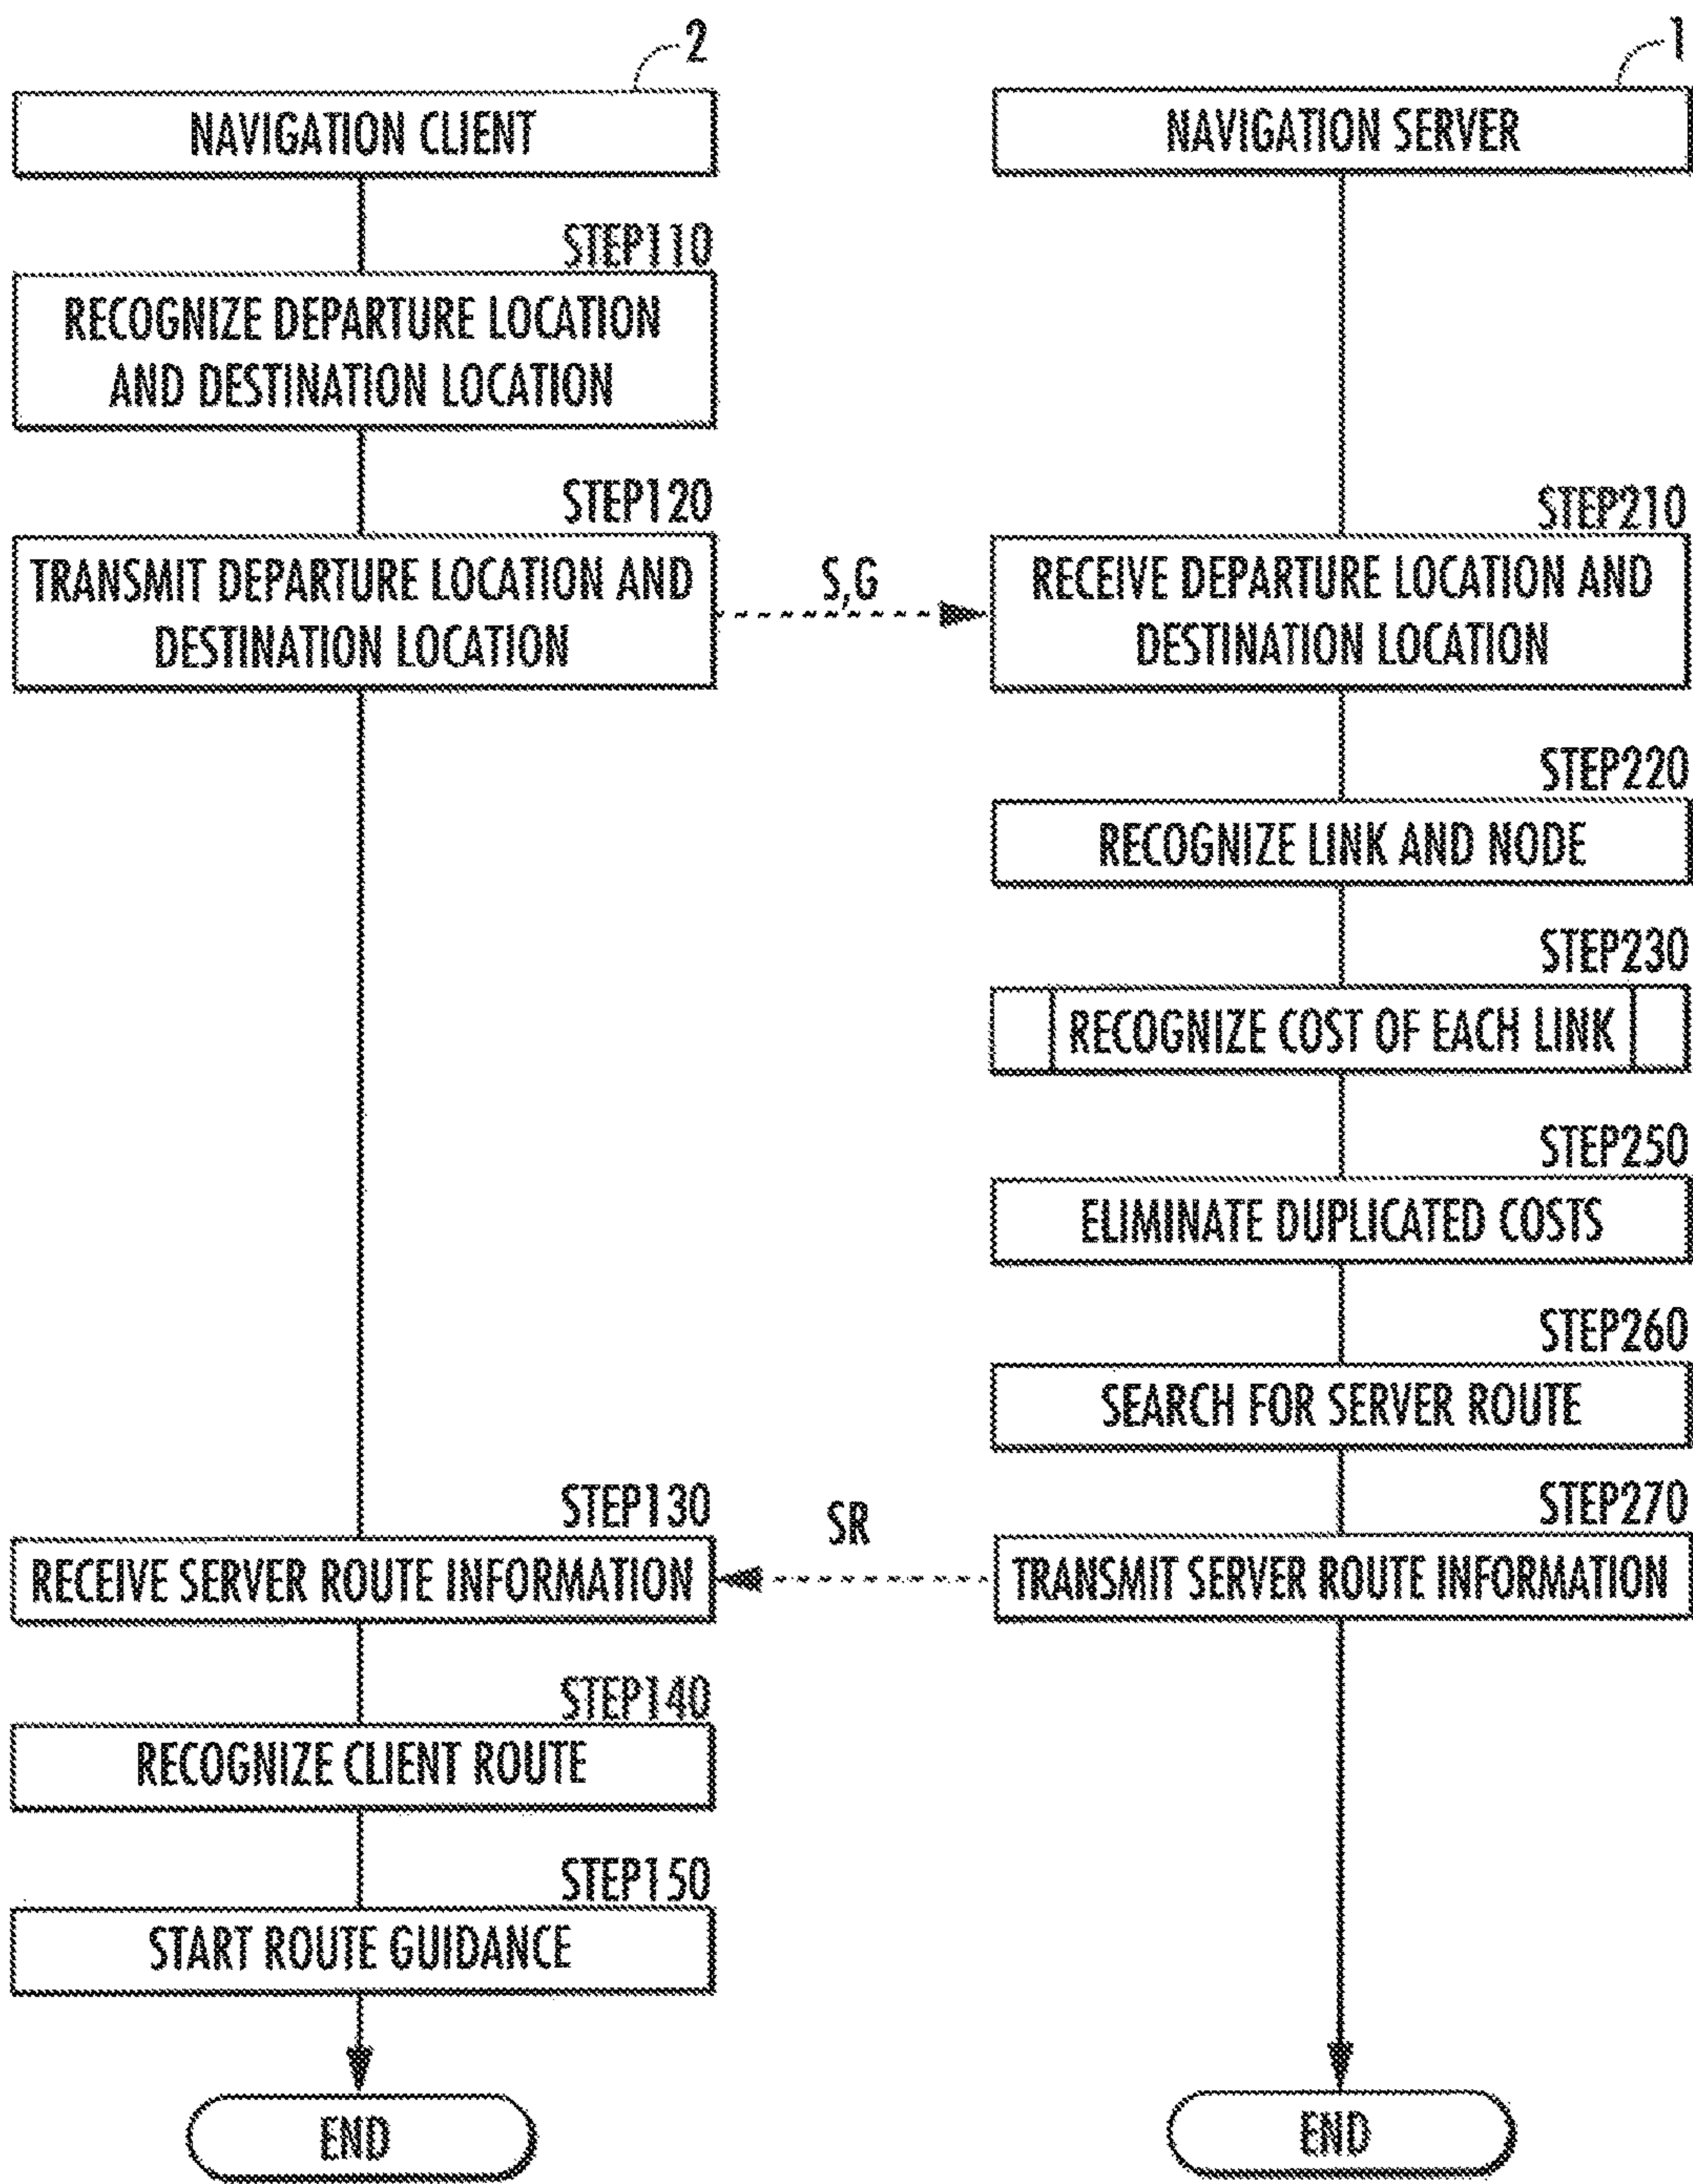 2
NAVIGATION CLIENT
STEP110
RECOGNIZE DEPARTURE LOCATION
AND DESTINATION LOCATION
STEP120
TRANSMIT DEPARTURE LOCATION AND
DESTINATION LOCATION
S,G
1
NAVIGATION SERVER
STEP210
RECEIVE DEPARTURE LOCATION AND
DESTINATION LOCATION
STEP220
RECOGNIZE LINK AND NODE
STEP230
RECOGNIZE COST OF EACH LINK
STEP250
ELIMINATE DUPLICATED COSTS
STEP260
SEARCH FOR SERVER ROUTE
STEP270
TRANSMIT SERVER ROUTE INFORMATION
SR
STEP130
RECEIVE SERVER ROUTE INFORMATION
STEP140
RECOGNIZE CLIENT ROUTE
STEP150
START ROUTE GUIDANCE
END
END